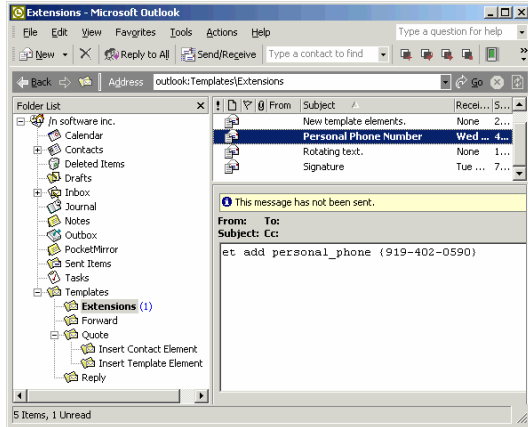 Extensions - Microsoft Outlook
File Edit View Favorites Tools Actions Help Type a question for help
New Reply to All Send/Receive Type a contact to find
Back Address outlook:Templates\Extensions Go
Folder List
/n software inc.
Calendar
Contacts
Deleted Items
Drafts
Inbox
Journal
Notes
Outbox
PocketMirror
Sent Items
Tasks
Templates
Extensions (1)
Forward
Quote
Insert Contact Element
Insert Template Element
Reply
! From Subject Recei... S...
New template elements. None 2...
Personal Phone Number Wed ... 4...
Rotating text. None 1...
Signature Tue ... 7...
This message has not been sent.
From: To:
Subject: Cc:
et add personal_phone {919-402-0590}
5 Items, 1 Unread